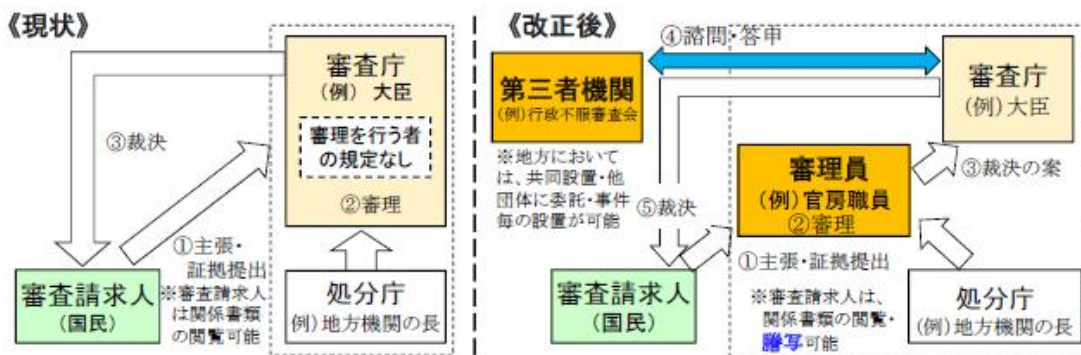 《現状》
審査庁
(例) 大臣
審理を行う者
の規定なし
②審理
③裁決
①主張・
証拠提出
※審査請求人
は関係書類
の閲覧可能
審査請求人
(国民)
処分庁
(例)地方機関の長
《改正後》
④諮問・答申
第三者機関
(例)行政不服審査会
※地方において
は、共同設置・他
団体に委託・事件
毎の設置が可能
審査庁
(例)大臣
審理員
(例)官房職員
②審理
③裁決の案
⑤裁決
①主張・証拠提出
※審査請求人は、
関係書類の閲覧・
謄写可能
審査請求人
(国民)
処分庁
(例)地方機関の長